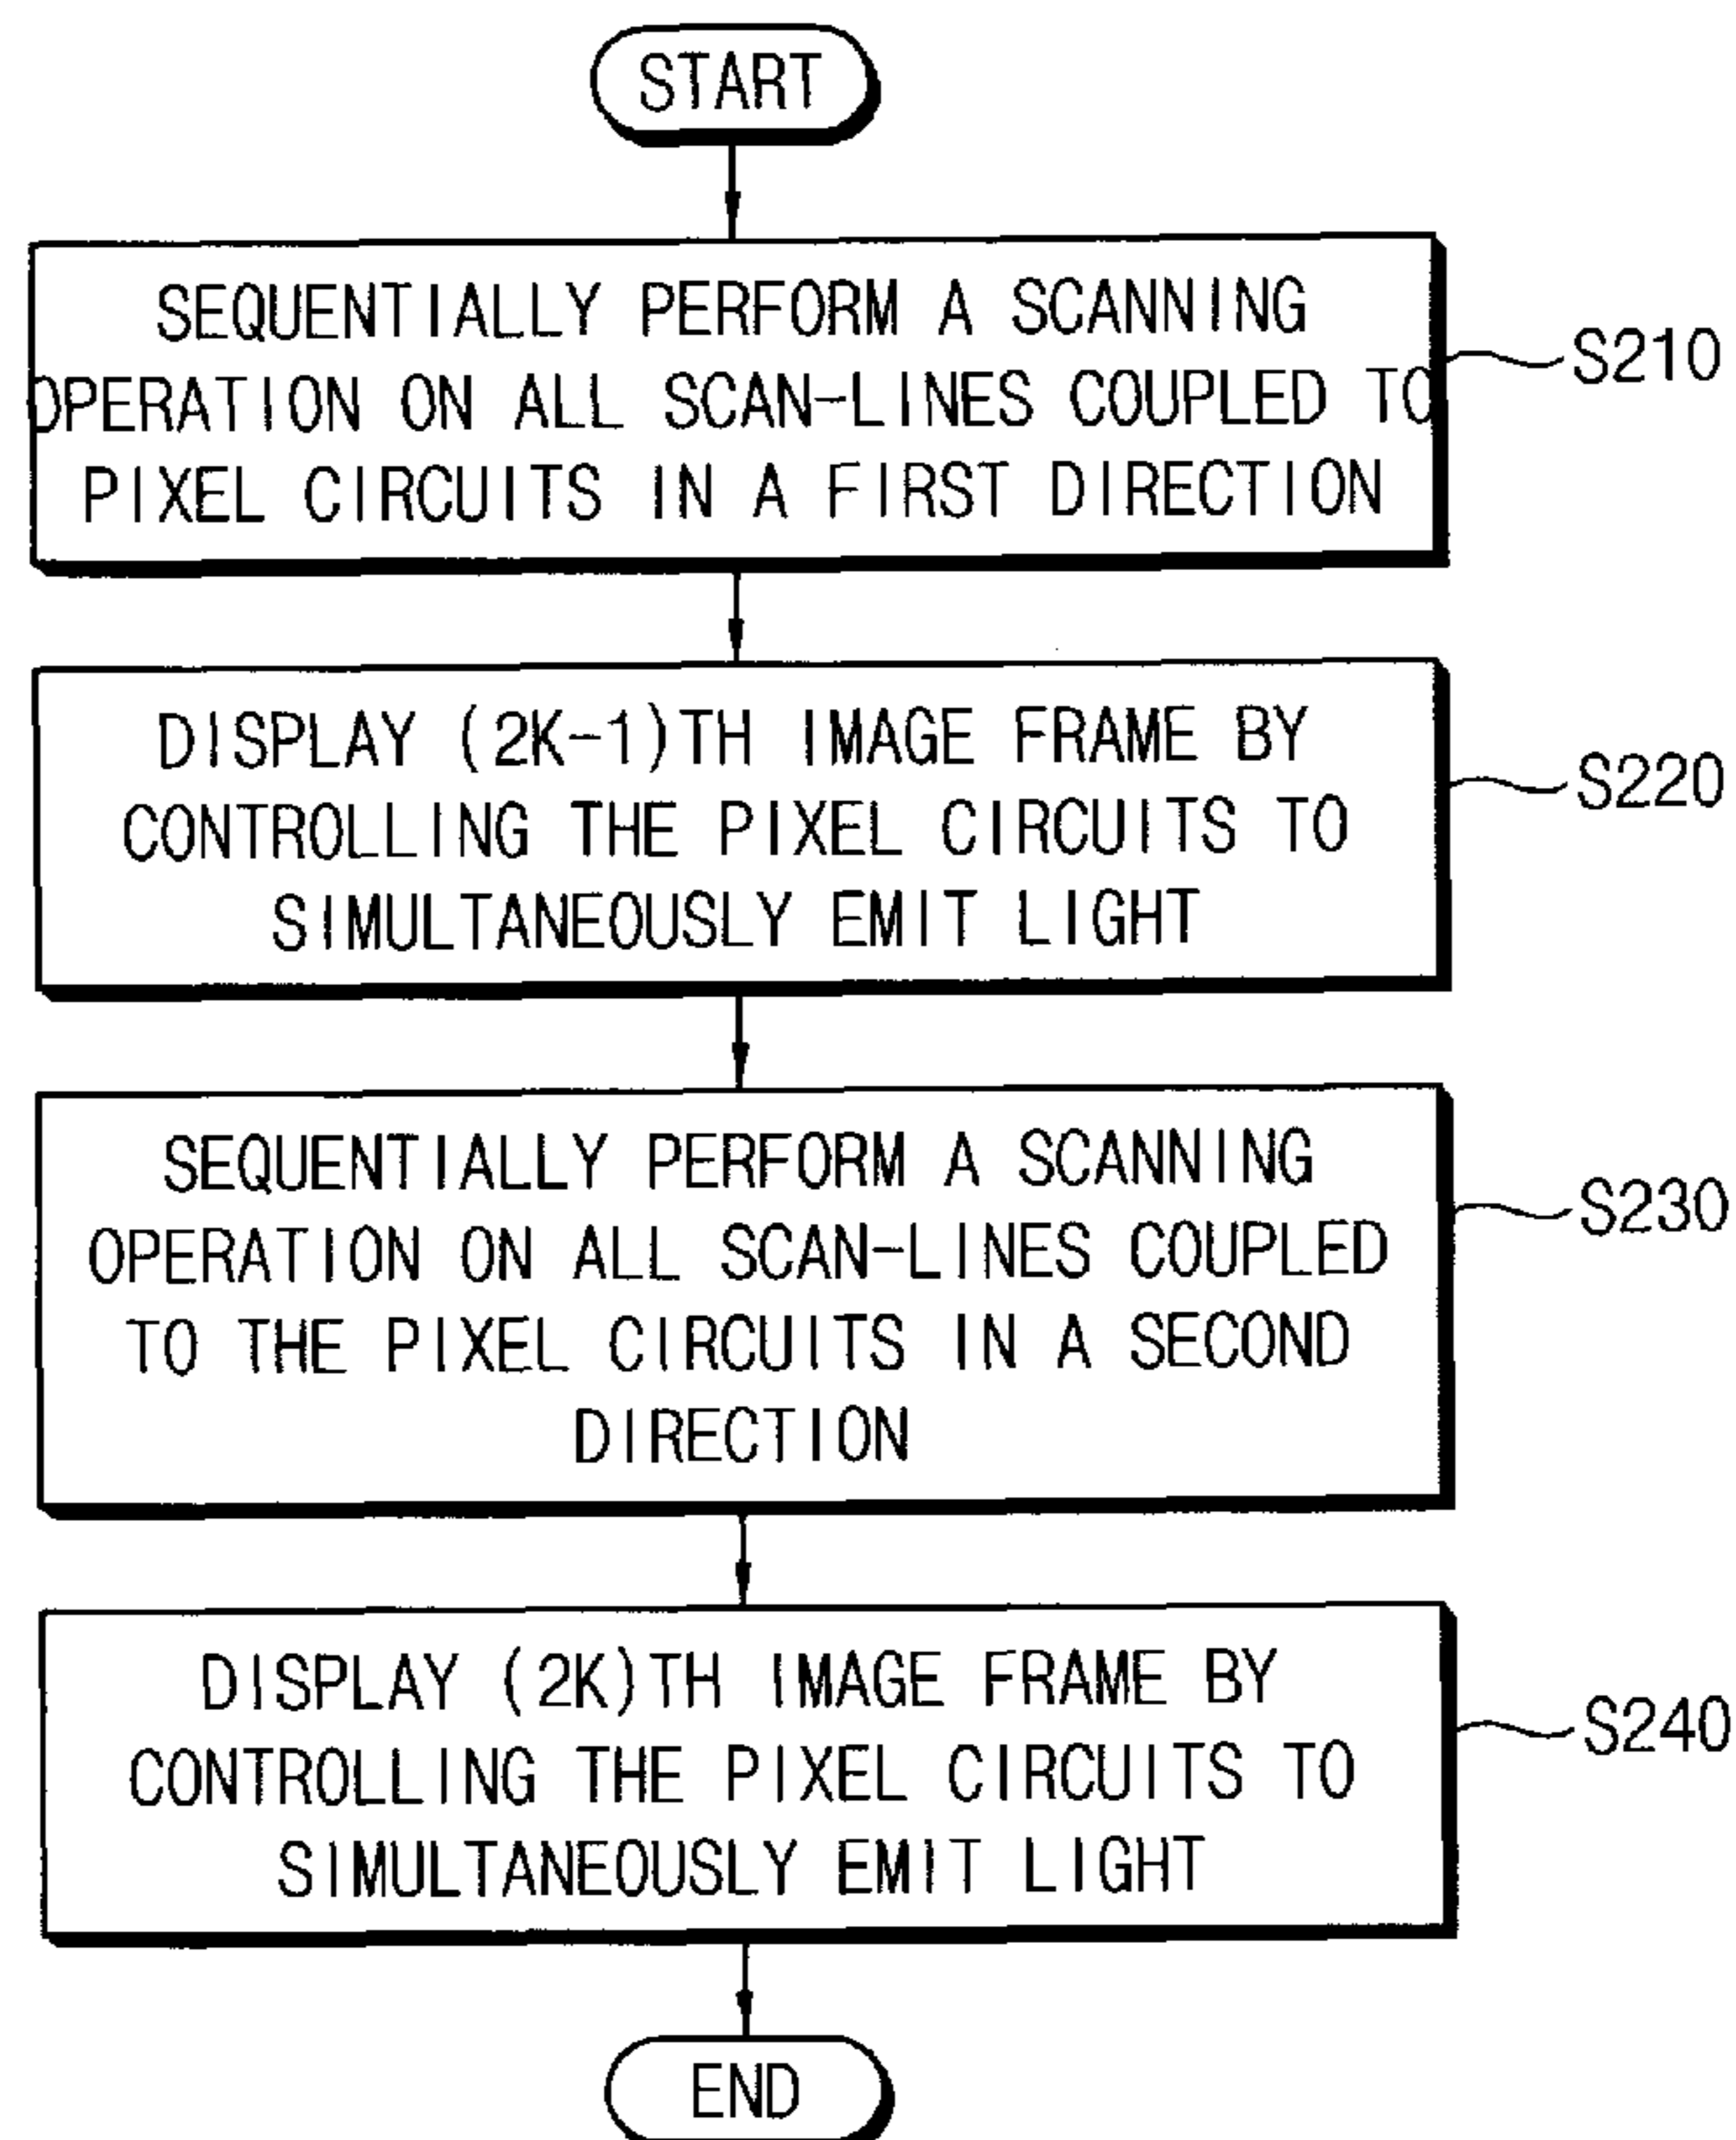 START
SEQUENTIALLY PERFORM A SCANNING
OPERATION ON ALL SCAN-LINES COUPLED TO
PIXEL CIRCUITS IN A FIRST DIRECTION
S210
DISPLAY (2K-1)TH IMAGE FRAME BY
CONTROLLING THE PIXEL CIRCUITS TO
SIMULTANEOUSLY EMIT LIGHT
S220
SEQUENTIALLY PERFORM A SCANNING
OPERATION ON ALL SCAN-LINES COUPLED
TO THE PIXEL CIRCUITS IN A SECOND
DIRECTION
S230
DISPLAY (2K)TH IMAGE FRAME BY
CONTROLLING THE PIXEL CIRCUITS TO
SIMULTANEOUSLY EMIT LIGHT
S240
END